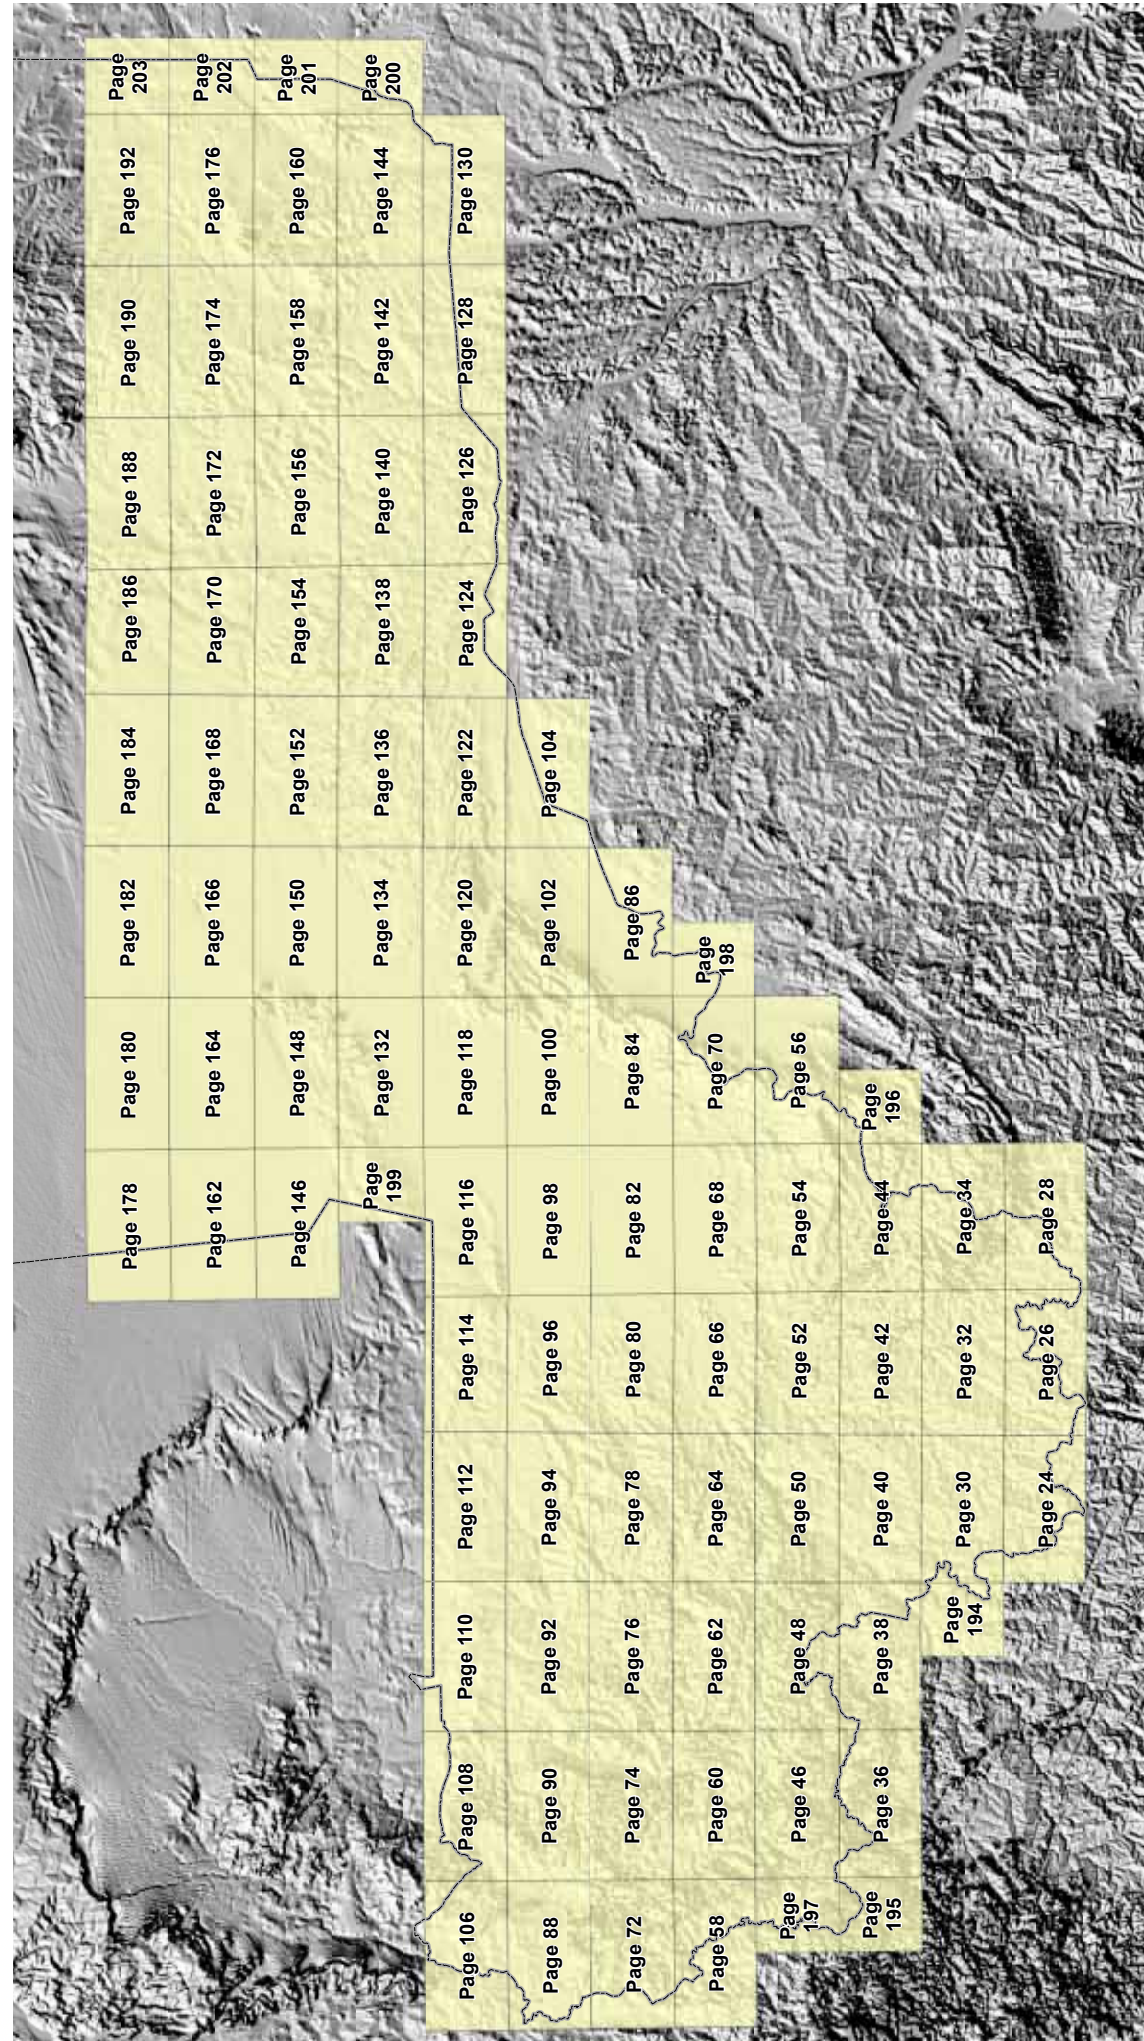 Page 178
Page 180
Page 182
Page 184
Page 186
Page 188
Page 190
Page 192
Page
203
Page 162
Page 164
Page 166
Page 168
Page 170
Page 172
Page 174
Page 176
Page
202
Page 146
Page 148
Page 150
Page 152
Page 154
Page 156
Page 158
Page 160
Page
201
Page
199
Page 132
Page 134
Page 136
Page 138
Page 140
Page 142
Page 144
Page
200
Page 106
Page 108
Page 110
Page 112
Page 114
Page 116
Page 118
Page 120
Page 122
Page 124
Page 126
Page 128
Page 130
Page 88
Page 90
Page 92
Page 94
Page 96
Page 98
Page 100
Page 102
Page 104
Page 72
Page 74
Page 76
Page 78
Page 80
Page 82
Page 84
Page 86
Page 58
Page 60
Page 62
Page 64
Page 66
Page 68
Page 70
Page
198
Page
197
Page 46
Page 48
Page 50
Page 52
Page 54
Page 56
Page
195
Page 36
Page 38
Page 40
Page 42
Page 44
Page
196
Page
194
Page 30
Page 32
Page 34
Page 24
Page 26
Page 28